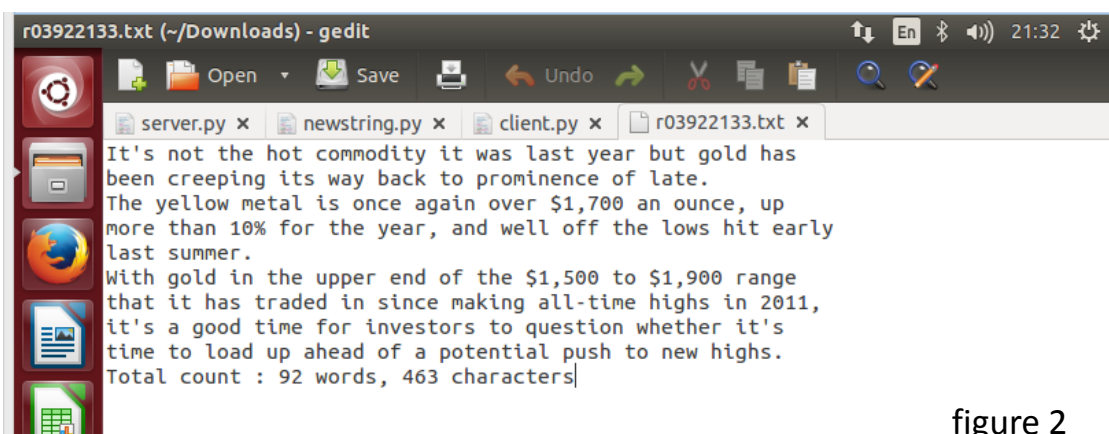 r03922133.txt (~/Downloads) - gedit En 21:32
Open Save Undo
server.py × newstring.py × client.py × r03922133.txt ×
It's not the hot commodity it was last year but gold has
been creeping its way back to prominence of late.
The yellow metal is once again over $1,700 an ounce, up
more than 10% for the year, and well off the lows hit early
last summer.
With gold in the upper end of the $1,500 to $1,900 range
that it has traded in since making all-time highs in 2011,
it's a good time for investors to question whether it's
time to load up ahead of a potential push to new highs.
Total count : 92 words, 463 characters
figure 2